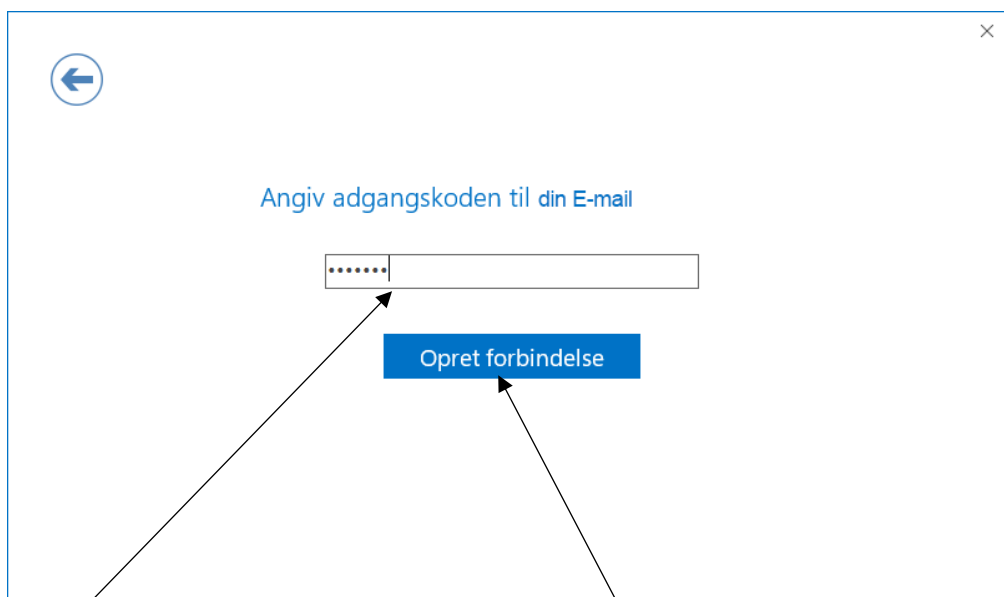 Angiv adgangskoden til din E-mail
•••••••
Opret forbindelse